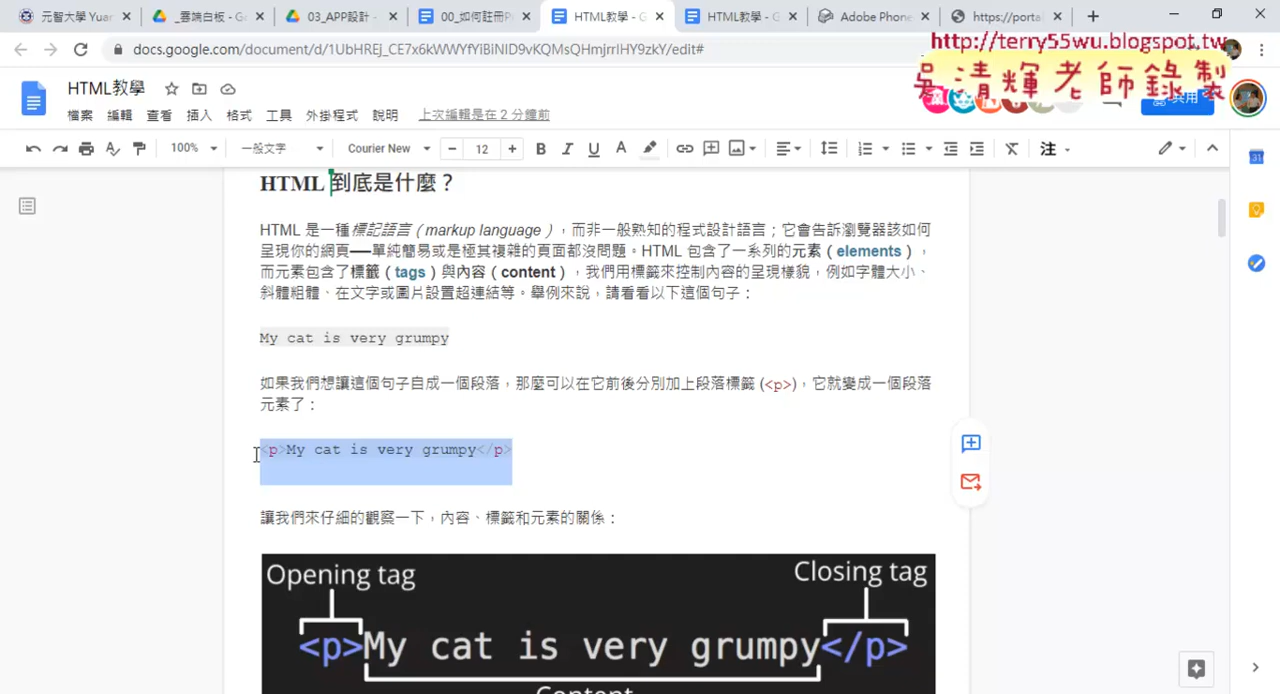 元智大學 Yuan
_雲端白板 - Go
03_APP設計 -
00_如何註冊P
HTML教學 - G
HTML教學 - G
Adobe Phone
https://porta
docs.google.com/document/d/1UbHREj_CE7x6kWWYfYiBiNID9vKQMsQHmjrrlHY9zkY/edit#
http://terry55wu.blogspot.tw
吳清輝老師錄製
HTML教學
檔案 編輯 查看 插入 格式 工具 外掛程式 說明 上次編輯是在 2 分鐘前
共用
100% 一般文字 Courier New 12 B I U A 注
HTML 到底是什麼？
HTML 是一種標記語言（markup language），而非一般熟知的程式設計語言；它會告訴瀏覽器該如何
呈現你的網頁──單純簡易或是極其複雜的頁面都沒問題。HTML 包含了一系列的元素（elements），
而元素包含了標籤（tags）與內容（content），我們用標籤來控制內容的呈現樣貌，例如字體大小、
斜體粗體、在文字或圖片設置超連結等。舉例來說，請看看以下這個句子：
My cat is very grumpy
如果我們想讓這個句子自成一個段落，那麼可以在它前後分別加上段落標籤 (<p>)，它就變成一個段落
元素了：
<p>My cat is very grumpy</p>
讓我們來仔細的觀察一下，內容、標籤和元素的關係：
Opening tag
Closing tag
<p>My cat is very grumpy</p>
Content